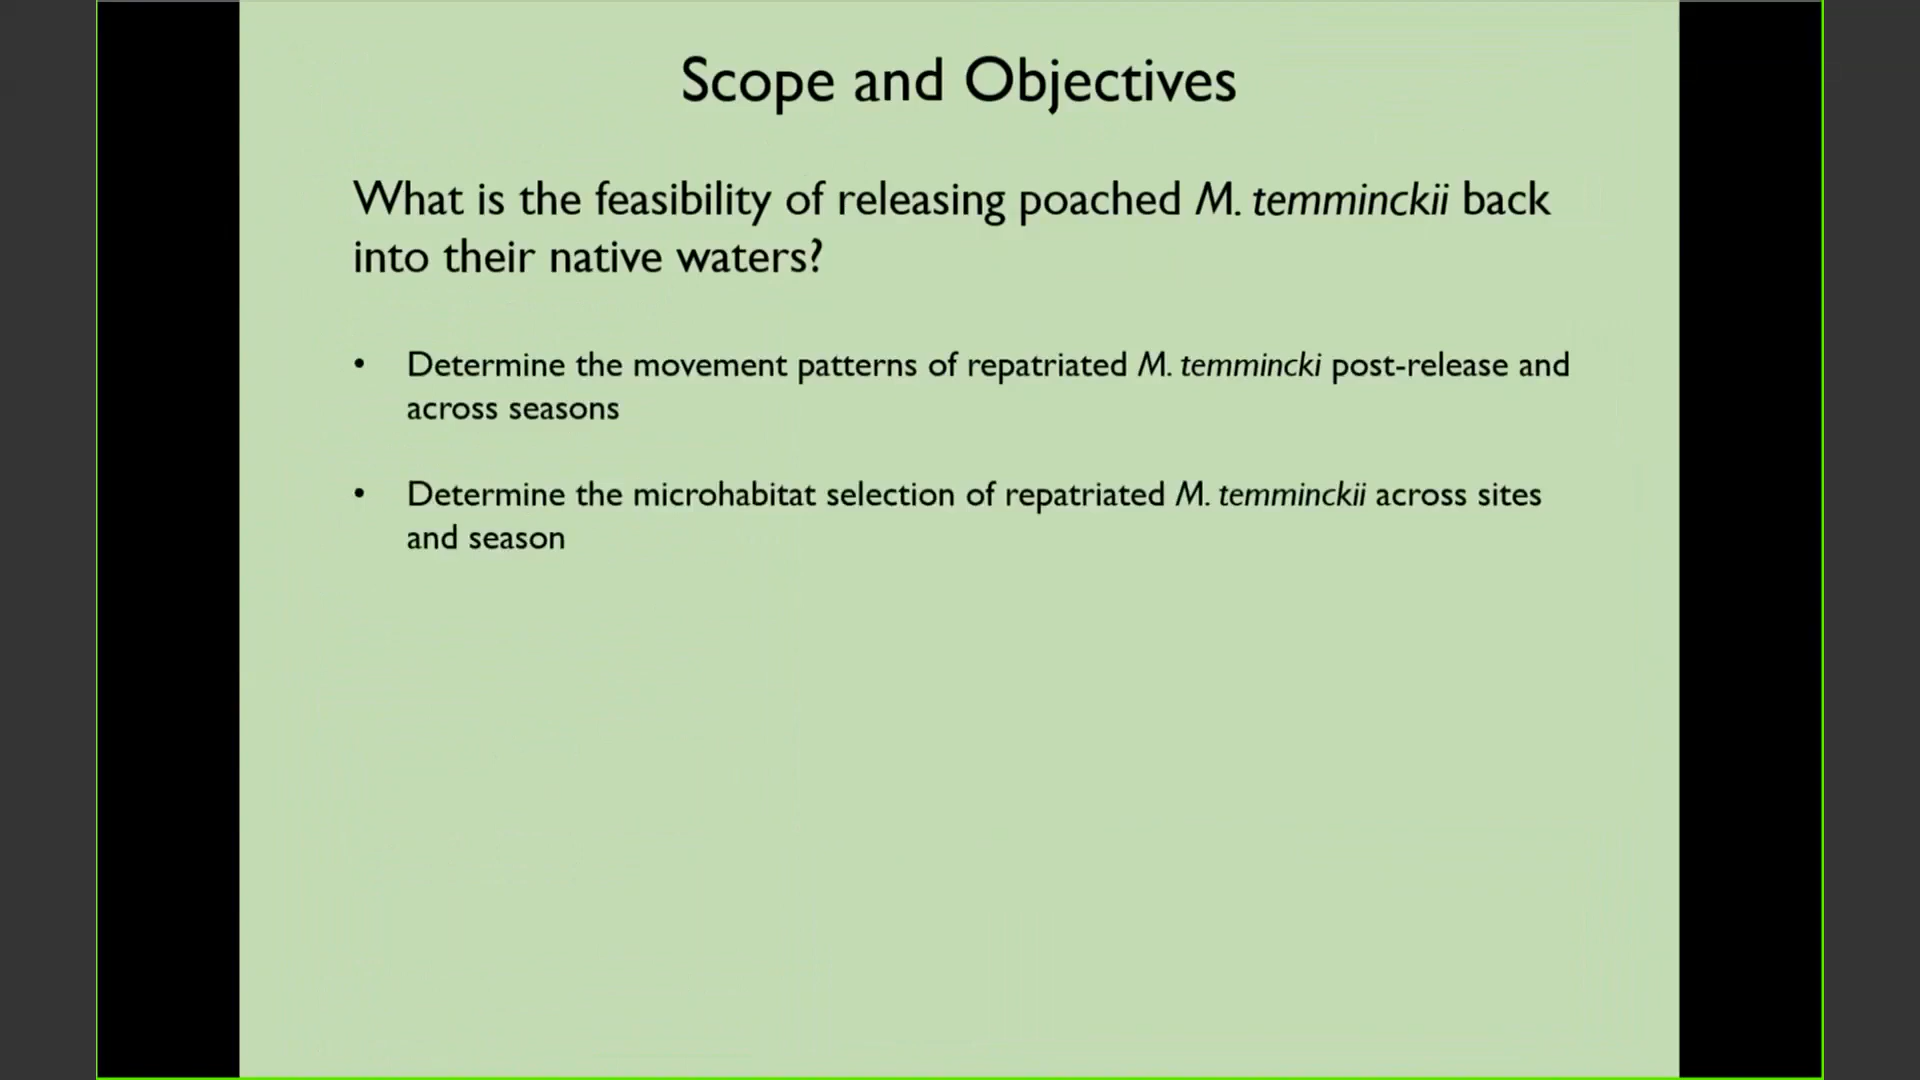 Scope and Objectives
What is the feasibility of releasing poached M. temminckii back
into their native waters?
• Determine the movement patterns of repatriated M. temmincki post-release and
across seasons
• Determine the microhabitat selection of repatriated M. temminckii across sites
and season